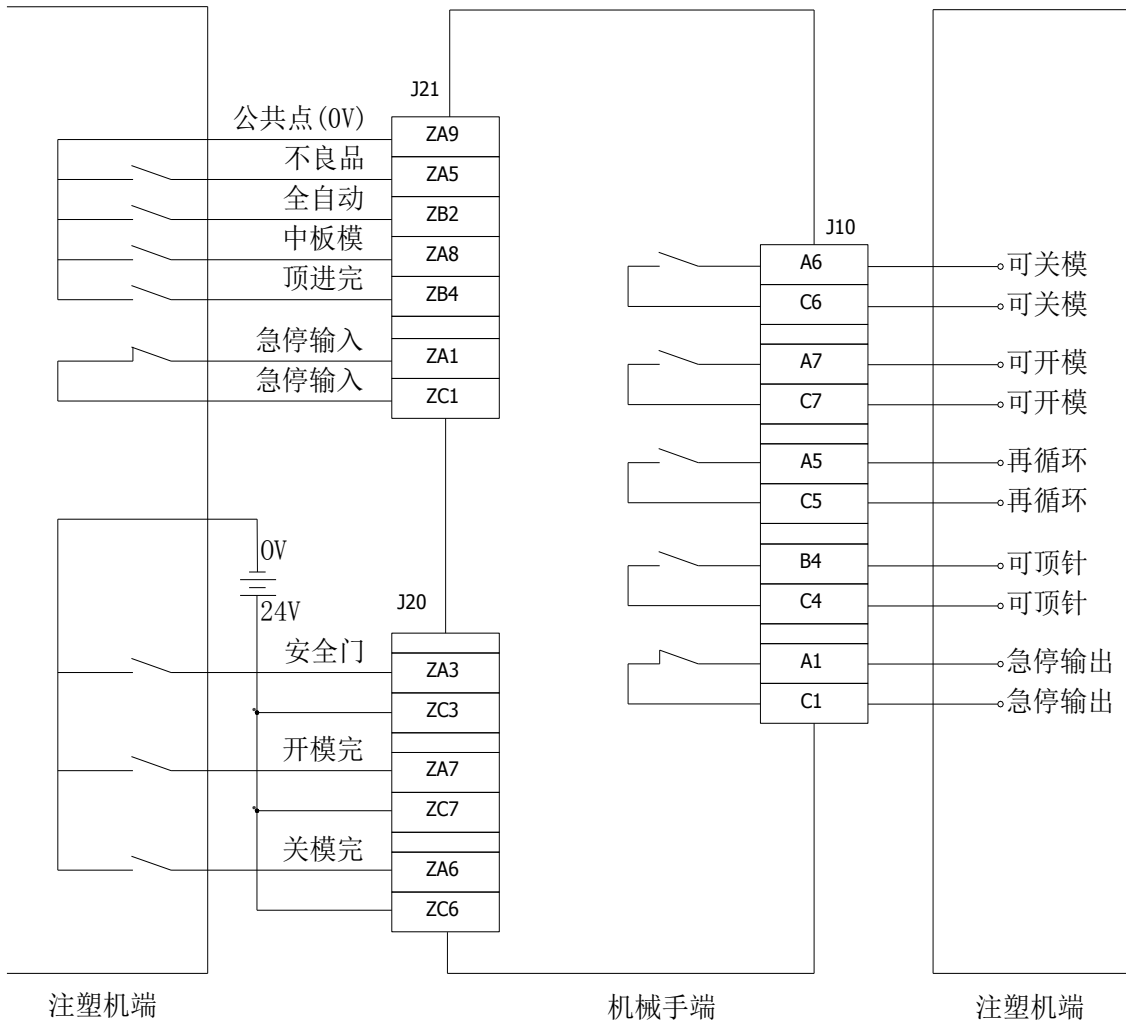 J21
公共点(0V)
ZA9
不良品
ZA5
全自动
ZB2
中板模
ZA8
顶进完
ZB4
急停输入
ZA1
急停输入
ZC1
0V
24V
J20
安全门
ZA3
ZC3
开模完
ZA7
ZC7
关模完
ZA6
ZC6
J10
A6
可关模
C6
可关模
A7
可开模
C7
可开模
A5
再循环
C5
再循环
B4
可顶针
C4
可顶针
A1
急停输出
C1
急停输出
注塑机端
机械手端
注塑机端